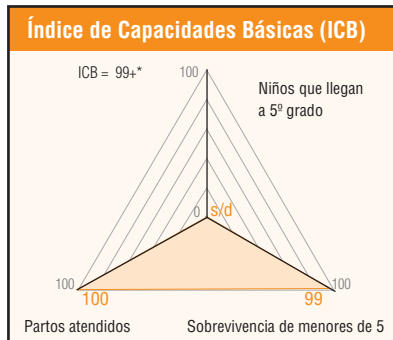 Índice de Capacidades Básicas (ICB)
ICB = 99+*
100
Niños que llegan
a 5º grado
0
s/d
100
100
100
99
Partos atendidos
Sobrevivencia de menores de 5